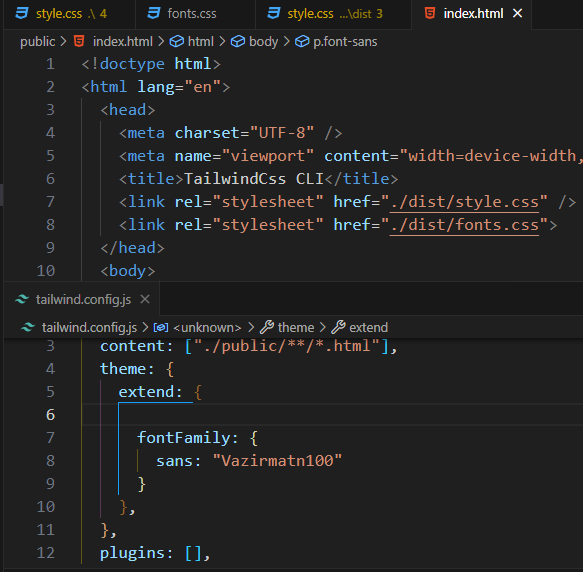 style.css .\ 4
fonts.css
style.css ...\dist 3
index.html
public > index.html > html > body > p.font-sans
1 <!doctype html>
2 <html lang="en">
3 <head>
4 <meta charset="UTF-8" />
5 <meta name="viewport" content="width=device-width,
6 <title>TailwindCss CLI</title>
7 <link rel="stylesheet" href="./dist/style.css" />
8 <link rel="stylesheet" href="./dist/fonts.css">
9 </head>
10 <body>
tailwind.config.js
tailwind.config.js > <unknown> > theme > extend
3 content: ["./public/**/*.html"],
4 theme: {
5 extend: {
6
7 fontFamily: {
8 sans: "Vazirmatn100"
9 }
10 },
11 },
12 plugins: [],